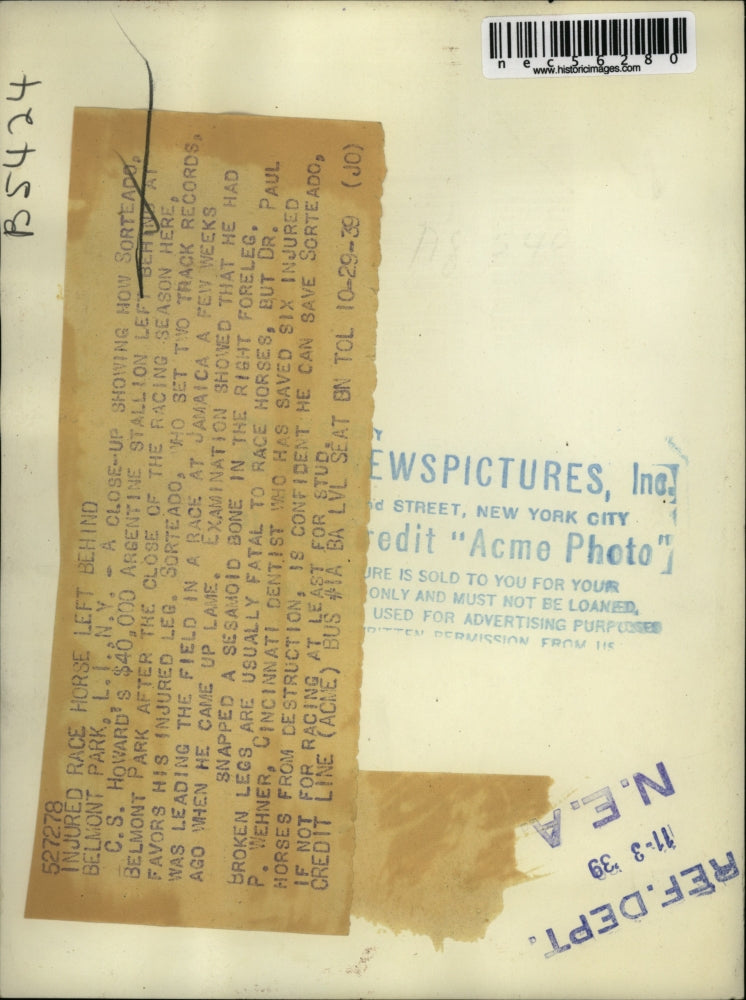 nec56280
www.historicimages.com
B5424
527278
INJURED RACE HORSE LEFT BEHIND
BELMONT PARK, L.I., N.Y. - A CLOSE-UP SHOWING HOW SORTEADO,
C.S. HOWARD'S $40,000 ARGENTINE STALLION LEFT BEHIND AT
BELMONT PARK AFTER THE CLOSE OF THE RACING SEASON HERE,
FAVORS HIS INJURED LEG. SORTEADO, WHO SET TWO TRACK RECORDS,
WAS LEADING THE FIELD IN A RACE AT JAMAICA A FEW WEEKS
AGO WHEN HE CAME UP LAME. EXAMINATION SHOWED THAT HE HAD
SNAPPED A SESAMOID BONE IN THE RIGHT FORELEG.
BROKEN LEGS ARE USUALLY FATAL TO RACE HORSES, BUT DR. PAUL
P. WEHNER, CINCINNATI DENTIST WHO HAS SAVED SIX INJURED
HORSES FROM DESTRUCTION, IS CONFIDENT HE CAN SAVE SORTEADO,
IF NOT FOR RACING AT LEAST FOR STUD.
CREDIT LINE (ACME) BUS #1A BA LVL SEAT BN TOL 10-29-39 (JO)
Y
EWSPICTURES, Inc.
d STREET, NEW YORK CITY
redit "Acme Photo"
URE IS SOLD TO YOU FOR YOUR
ONLY AND MUST NOT BE LOANED,
USED FOR ADVERTISING PURPOSES
RITTEN PERMISSION FROM US
N.E.A
11-3 '39
REF. DEPT.